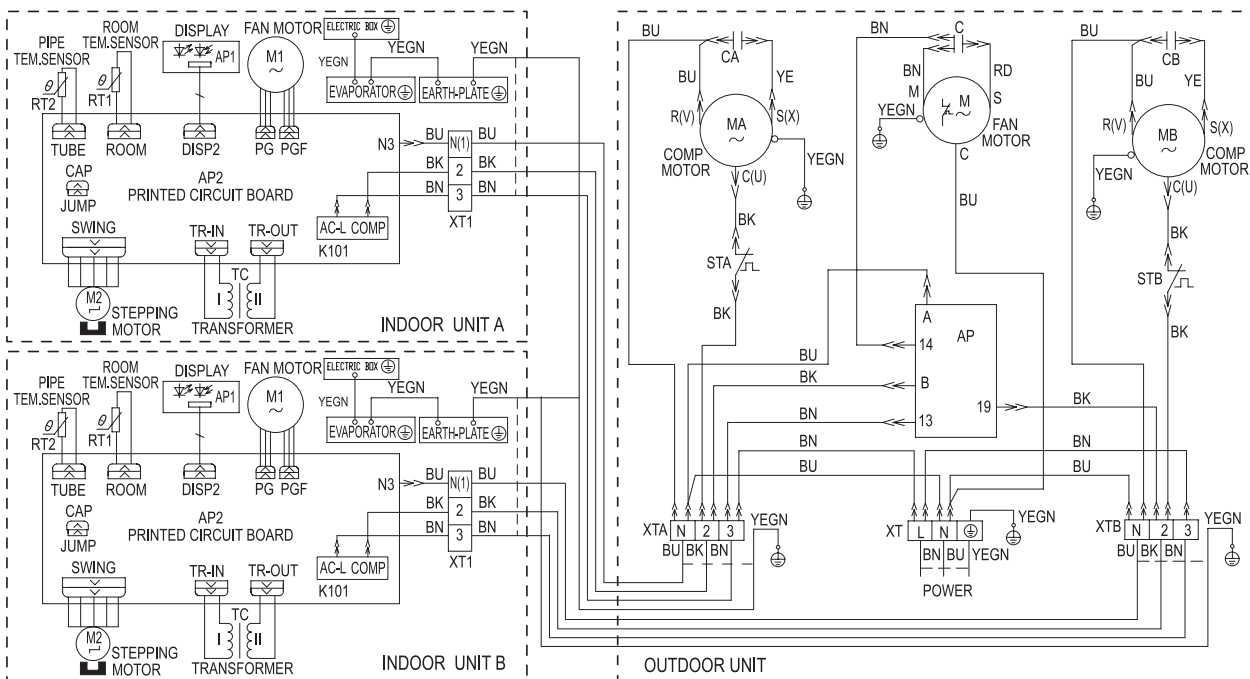 ROOM
TEM.SENSOR
PIPE
TEM.SENSOR
DISPLAY
AP1
FAN MOTOR
M1
~
ELECTRIC BOX
YEGN
YEGN
YEGN
EVAPORATOR
EARTH-PLATE
θ
RT2
θ
RT1
TUBE
ROOM
DISP2
PG
PGF
N3
BU
N(1)
BU
BK
2
BK
BN
3
BN
XT1
CAP
JUMP
AP2
PRINTED CIRCUIT BOARD
AC-L
COMP
K101
SWING
TR-IN
TR-OUT
M2
STEPPING
MOTOR
TC
I
II
TRANSFORMER
INDOOR UNIT A
ROOM
TEM.SENSOR
PIPE
TEM.SENSOR
DISPLAY
AP1
FAN MOTOR
M1
~
ELECTRIC BOX
YEGN
YEGN
YEGN
EVAPORATOR
EARTH-PLATE
θ
RT2
θ
RT1
TUBE
ROOM
DISP2
PG
PGF
N3
BU
N(1)
BU
BK
2
BK
BN
3
BN
XT1
CAP
JUMP
AP2
PRINTED CIRCUIT BOARD
AC-L
COMP
K101
SWING
TR-IN
TR-OUT
M2
STEPPING
MOTOR
TC
I
II
TRANSFORMER
INDOOR UNIT B
BU
CA
BU
YE
R(V)
S(X)
MA
~
COMP
MOTOR
YEGN
C(U)
BK
STA
BK
BN
C
BN
RD
M
S
YEGN
M
~
FAN
MOTOR
C
BU
BU
CB
BU
YE
R(V)
S(X)
MB
~
COMP
MOTOR
YEGN
C(U)
BK
STB
BK
A
AP
14
B
13
19
BU
BK
BN
BK
BN
BU
BN
BU
XTA
N
2
3
YEGN
BU
BK
BN
XT
L
N
YEGN
BN
BU
YEGN
POWER
XTB
N
2
3
YEGN
BU
BK
BN
OUTDOOR UNIT